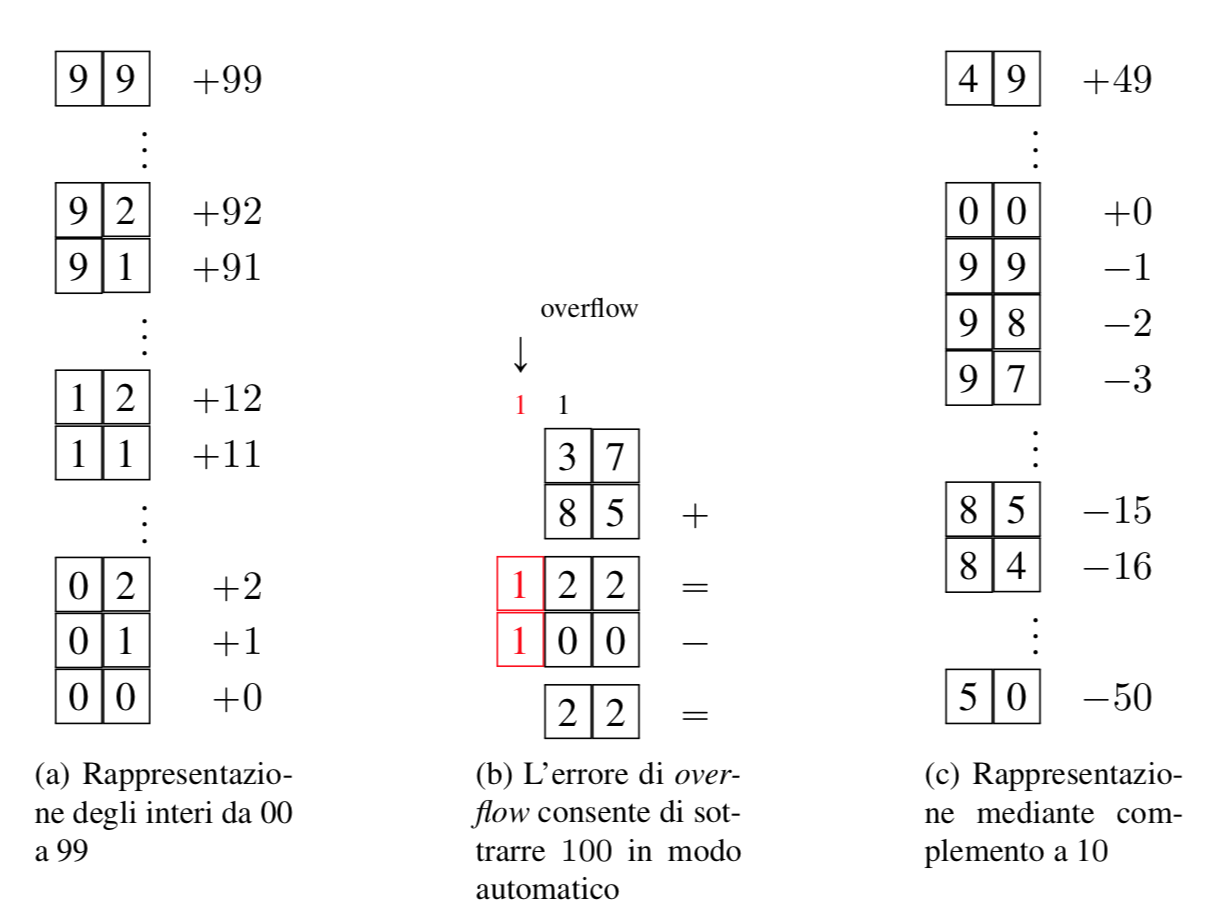 9 9 +99
⋮
9 2 +92
9 1 +91
⋮
1 2 +12
1 1 +11
⋮
0 2 +2
0 1 +1
0 0 +0
(a) Rappresentazio-
ne degli interi da 00
a 99
overflow
↓
1 1
3 7
8 5 +
1 2 2 =
1 0 0 −
2 2 =
(b) L'errore di over-
flow consente di sot-
trarre 100 in modo
automatico
4 9 +49
⋮
0 0 +0
9 9 −1
9 8 −2
9 7 −3
⋮
8 5 −15
8 4 −16
⋮
5 0 −50
(c) Rappresentazio-
ne mediante com-
plemento a 10